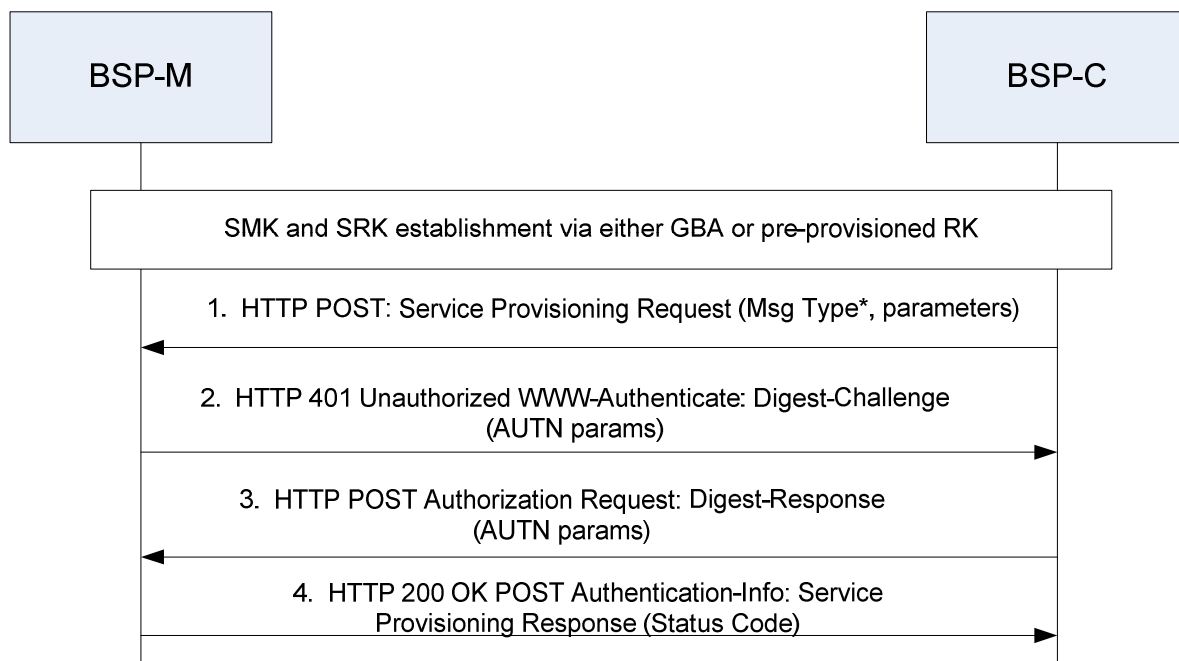 BSP-M
BSP-C
SMK and SRK establishment via either GBA or pre-provisioned RK
1. HTTP POST: Service Provisioning Request (Msg Type*, parameters)
2. HTTP 401 Unauthorized WWW-Authenticate: Digest-Challenge
(AUTN params)
3. HTTP POST Authorization Request: Digest-Response
(AUTN params)
4. HTTP 200 OK POST Authentication-Info: Service
Provisioning Response (Status Code)